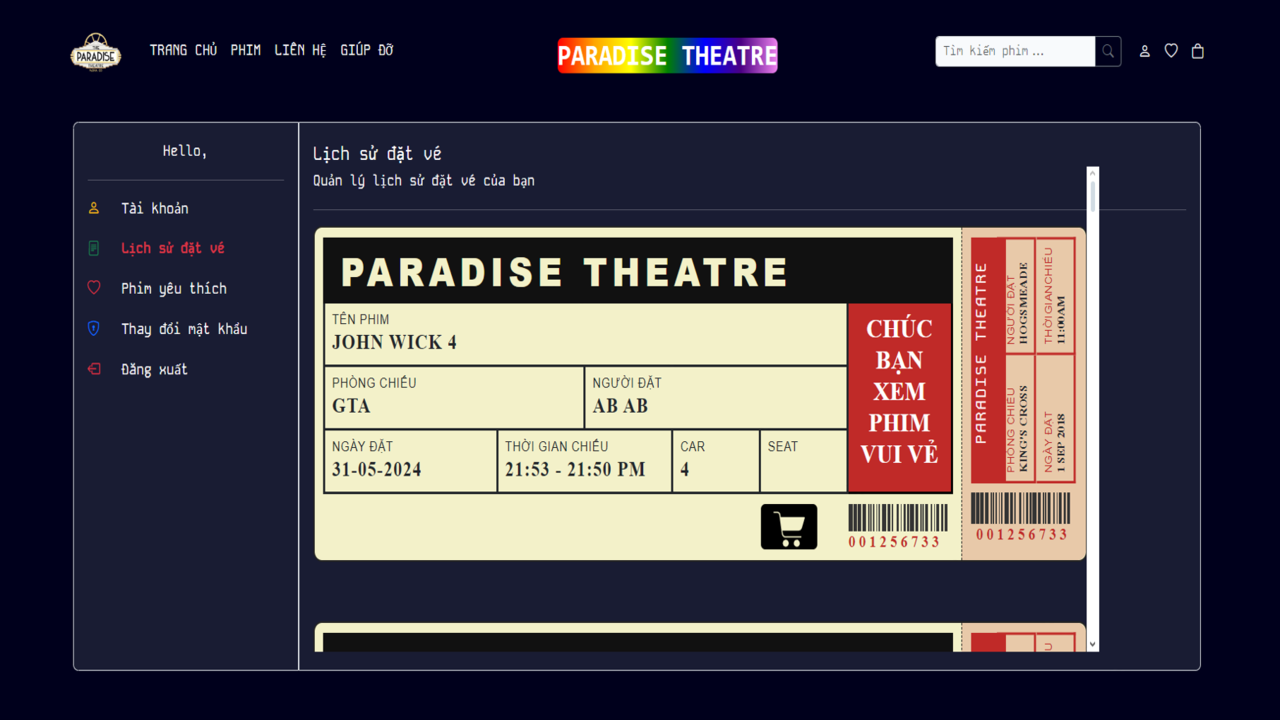 THE
PARADISE
THEATRE
TRANG CHỦ PHIM LIÊN HỆ GIÚP ĐỠ
PARADISE THEATRE
Tìm kiếm phim ...
Hello,
Tài khoản
Lịch sử đặt vé
Phim yêu thích
Thay đổi mật khẩu
Đăng xuất
Lịch sử đặt vé
Quản lý lịch sử đặt vé của bạn
PARADISE THEATRE
TÊN PHIM
JOHN WICK 4
PHÒNG CHIẾU
GTA
NGƯỜI ĐẶT
AB AB
NGÀY ĐẶT
31-05-2024
THỜI GIAN CHIẾU
21:53 - 21:50 PM
CAR
4
SEAT
CHÚC
BẠN
XEM
PHIM
VUI VẺ
001256733
PARADISE THEATRE
PHÒNG CHIẾU
KING'S CROSS
NGƯỜI ĐẶT
HOGSMEADE
NGÀY ĐẶT
1 SEP 2018
THỜI GIAN CHIẾU
11:00AM
001256733